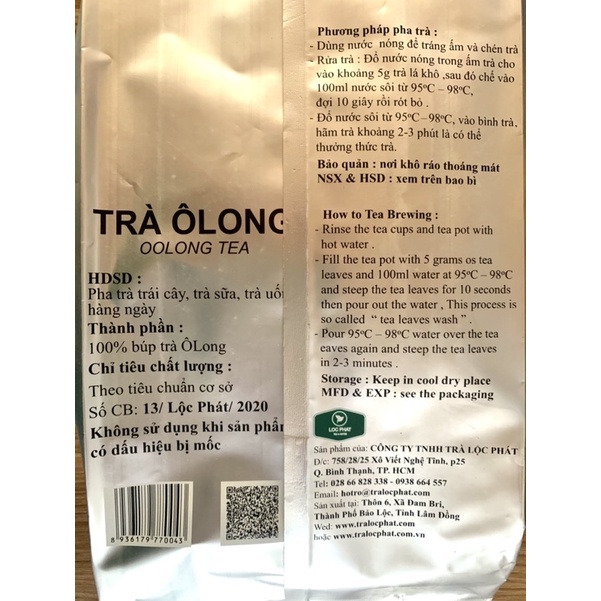 TRÀ ÔLONG
OOLONG TEA
HDSD :
Pha trà trái cây, trà sữa, trà
hàng ngày
Thành phần :
100% búp trà ÔLong
Chỉ tiêu chất lượng :
Theo tiêu chuẩn cơ sở
Số CB: 13/ Lộc Phát/ 2020
Không sử dụng khi sản phẩm
có dấu hiệu bị mốc
8 936179 770043
Phương pháp pha trà :
- Dùng nước nóng để tráng ấm và chén trà
- Rửa trà : Đổ nước nóng trong ấm trà cho
vào khoảng 5g trà lá khô ,sau đó chế vào
100ml nước sôi từ 95ºC – 98ºC,
đợi 10 giây rồi rót bỏ .
- Đổ nước sôi từ 95ºC – 98ºC, vào bình trà,
hãm trà khoảng 2-3 phút là có thể
thưởng thức trà.
Bảo quản : nơi khô ráo thoáng mát
NSX & HSD : xem trên bao bì
How to Tea Brewing :
- Rinse the tea cups and tea pot with
hot water .
- Fill the tea pot with 5 grams os tea
leaves and 100ml water at 95ºC – 98ºC
and steep the tea leaves for 10 seconds
then pour out the water , This process is
so called “ tea leaves wash ” .
- Pour 95ºC – 98ºC water over the tea
eaves again and steep the tea leaves
in 2-3 minutes .
Storage : Keep in cool dry place
MFD & EXP : see the packaging
LOC PHAT
Sản phẩm của: CÔNG TY TNHH TRÀ LỘC PHÁT
Đ/c: 758/28/25 Xô Viết Nghệ Tĩnh, p25
Q. Bình Thạnh, TP. HCM
Tel: 028 66 828 338 - 0938 664 557
Email: hotro@tralocphat.com
Sản xuất tại: Thôn 6, Xã Đam Bri,
Thành Phố Bảo Lộc, Tỉnh Lâm Đồng
Wed: www.tralocphat.com
hoặc www.tralocphat.com.vn